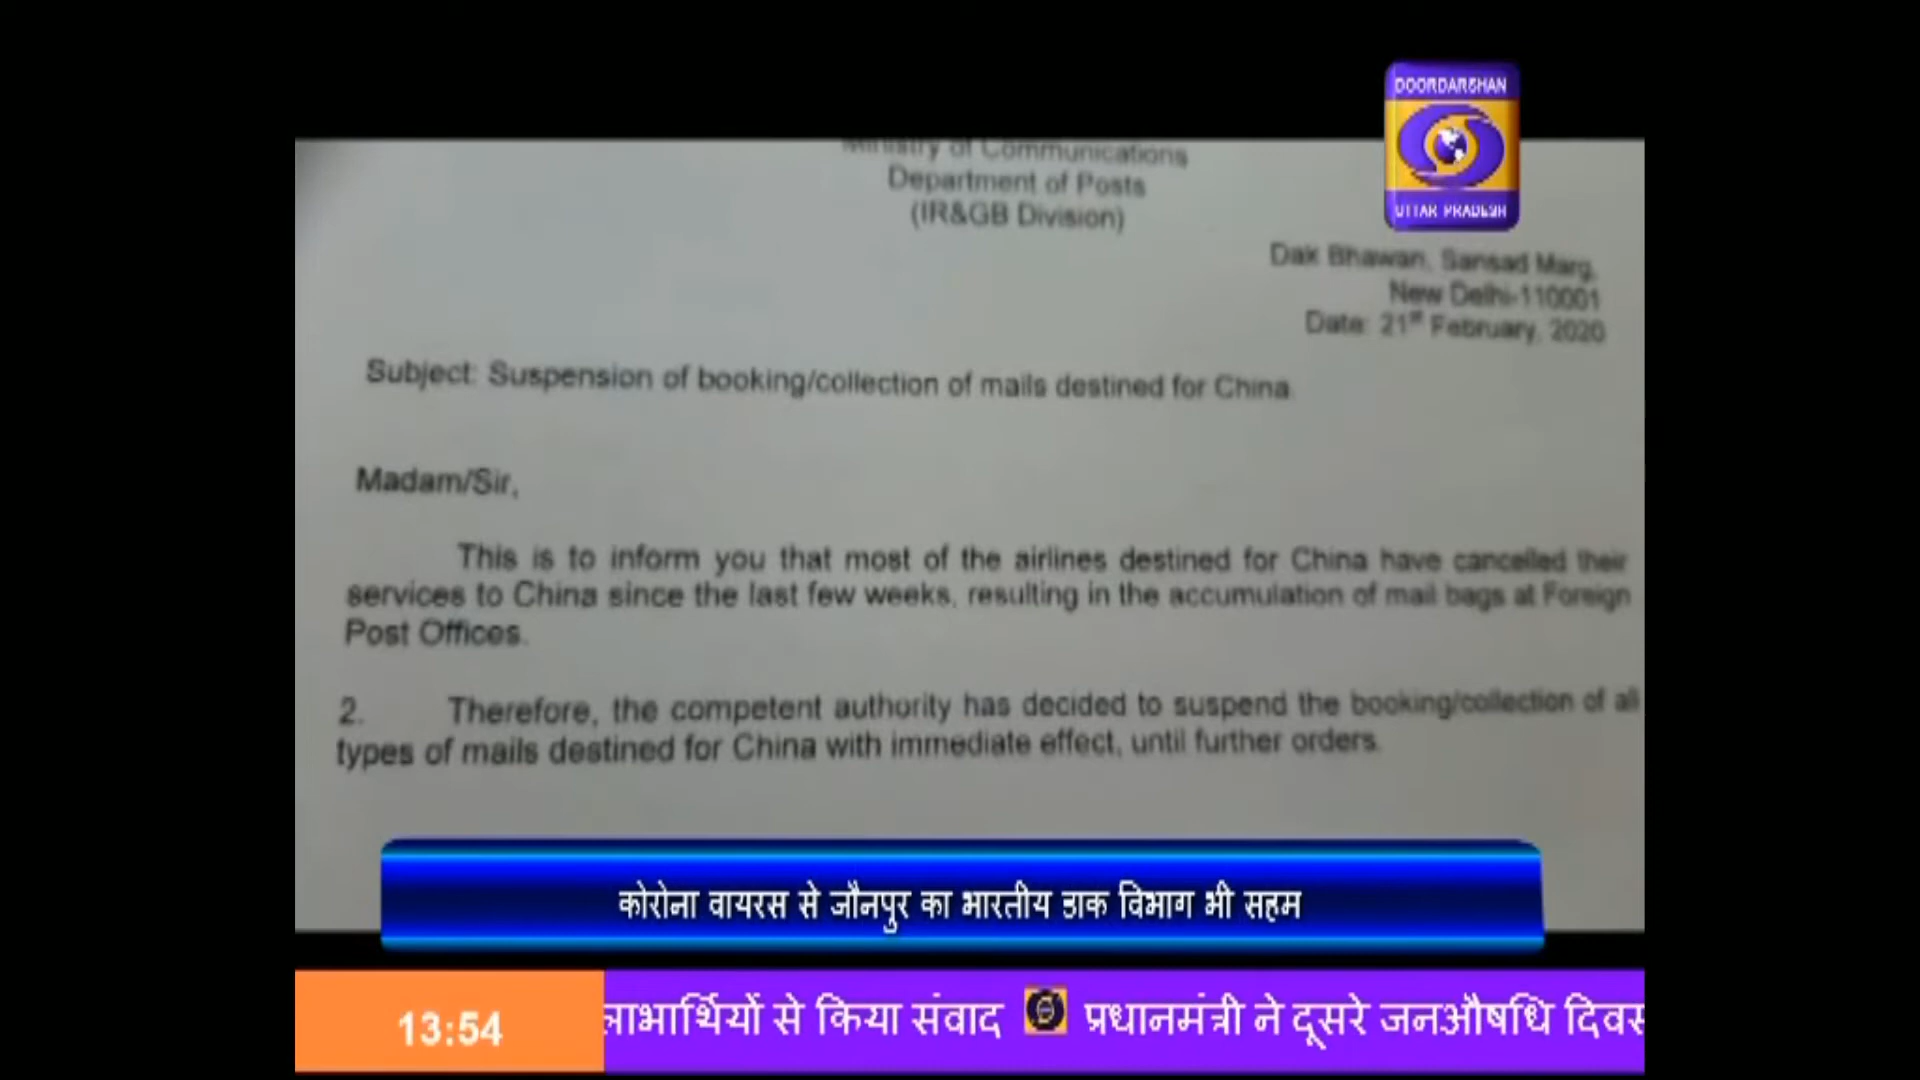 DOORDARSHAN
UTTAR PRADESH
Ministry of Communications
Department of Posts
(IR&GB Division)
Dak Bhawan, Sansad Marg,
New Delhi-110001
Date: 21st February, 2020
Subject: Suspension of booking/collection of mails destined for China.
Madam/Sir,
This is to inform you that most of the airlines destined for China have cancelled their
services to China since the last few weeks, resulting in the accumulation of mail bags at Foreign
Post Offices.
2. Therefore, the competent authority has decided to suspend the booking/collection of all
types of mails destined for China with immediate effect, until further orders.
कोरोना वायरस से जौनपुर का भारतीय डाक विभाग भी सहम
13:54
लाभार्थियों से किया संवाद प्रधानमंत्री ने दूसरे जनऔषधि दिवस